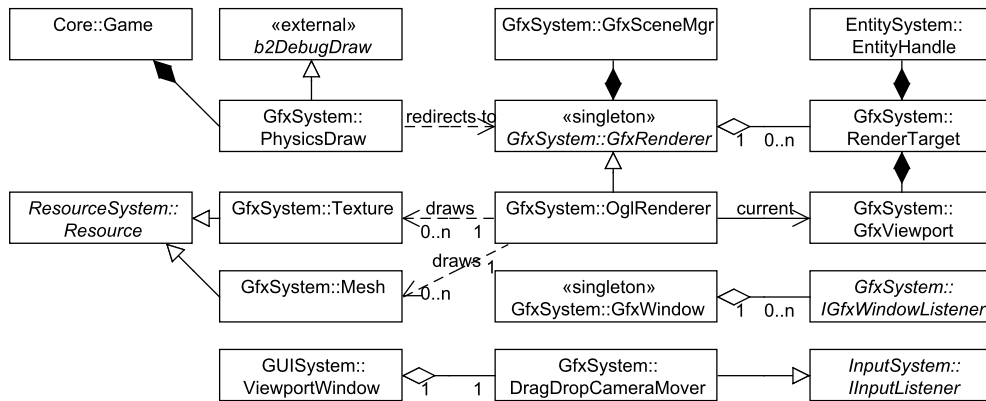 Core::Game
«external»
b2DebugDraw
GfxSystem::GfxSceneMgr
EntitySystem::
EntityHandle
GfxSystem::
PhysicsDraw
redirects to
«singleton»
GfxSystem::GfxRenderer
1
0..n
GfxSystem::
RenderTarget
ResourceSystem::
Resource
GfxSystem::Texture
draws
0..n
1
GfxSystem::OglRenderer
current
GfxSystem::
GfxViewport
draws
1
0..n
GfxSystem::Mesh
«singleton»
GfxSystem::GfxWindow
1
0..n
GfxSystem::
IGfxWindowListener
GUISystem::
ViewportWindow
1
1
GfxSystem::
DragDropCameraMover
InputSystem::
IInputListener